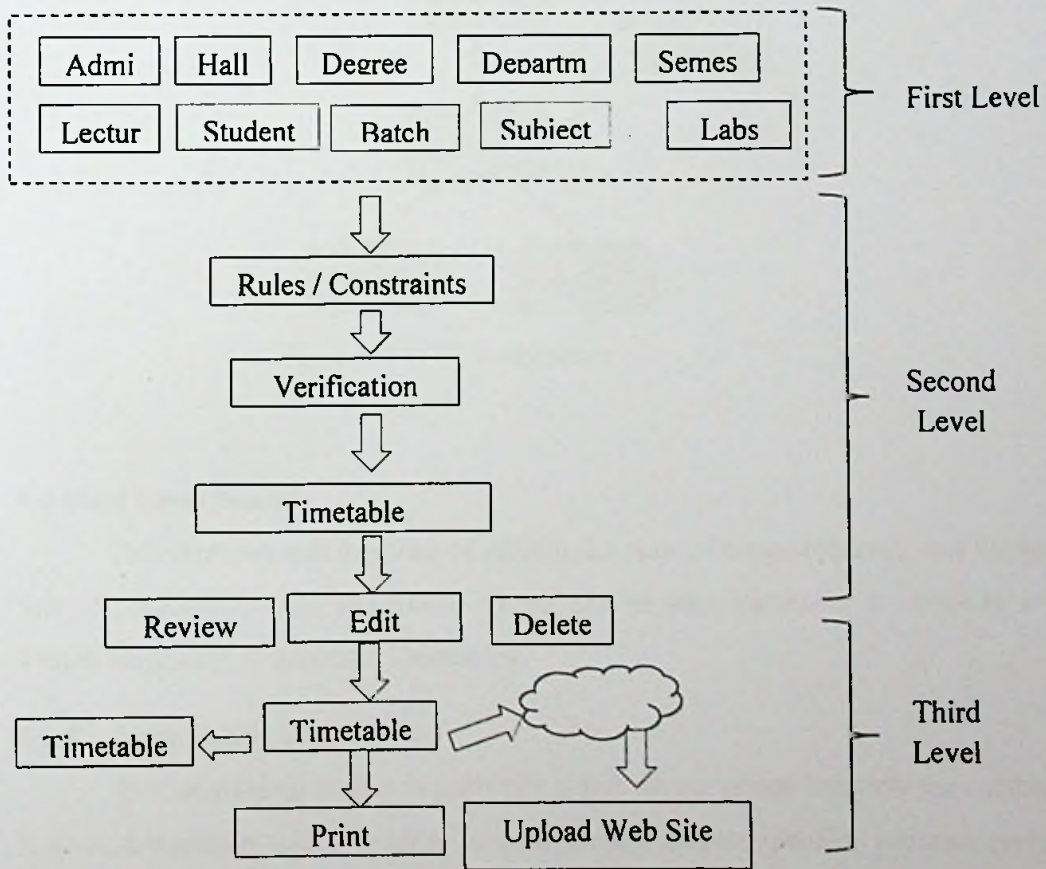 Admi Hall Degree Departm Semes
First Level
Lectur Student Batch Subject Labs
Rules / Constraints
Verification
Second
Level
Timetable
Review Edit Delete
Timetable Timetable
Third
Level
Print Upload Web Site